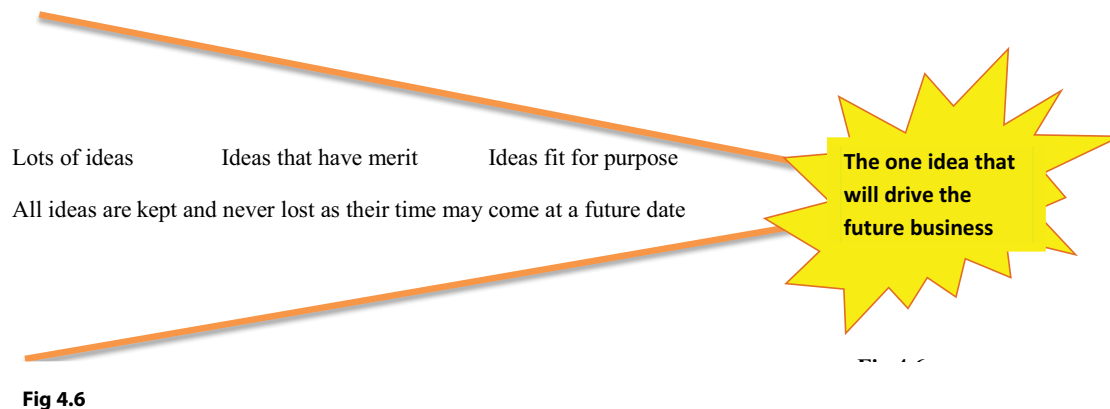 Lots of ideas Ideas that have merit Ideas fit for purpose
All ideas are kept and never lost as their time may come at a future date
The one idea that
will drive the
future business
Fig 4.6